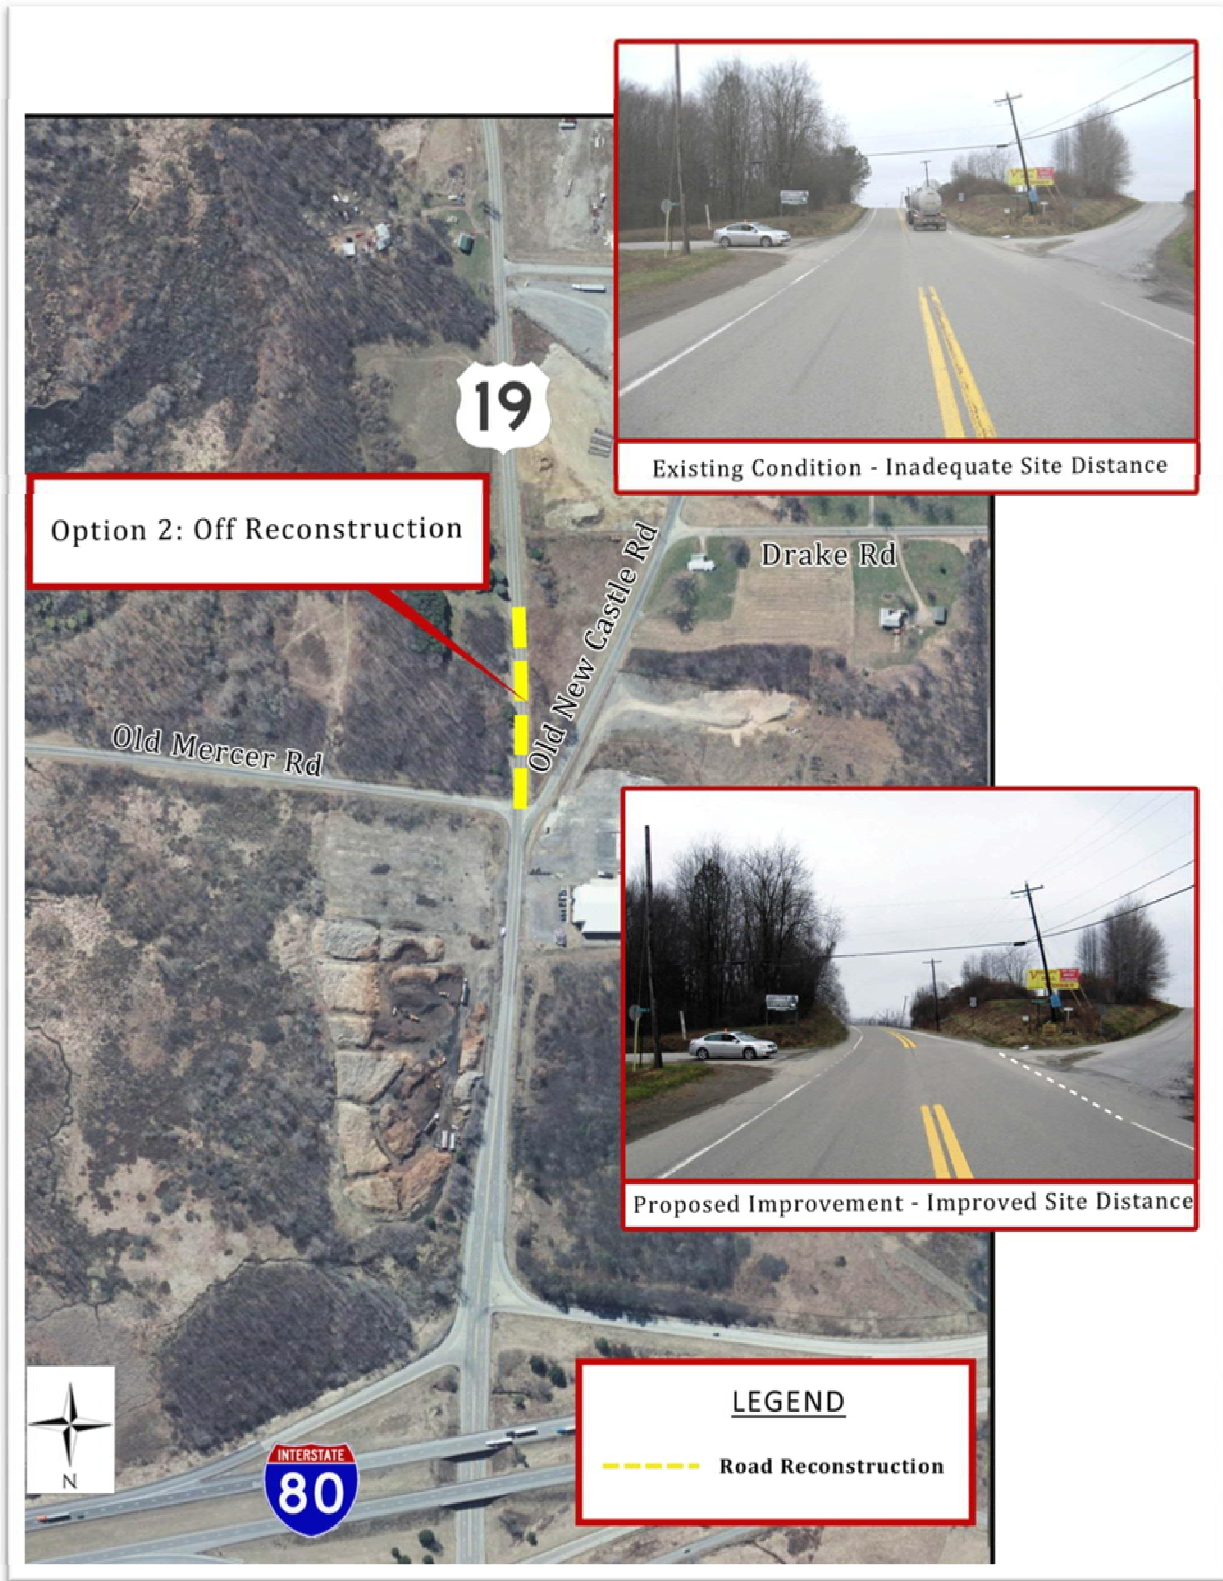 Existing Condition - Inadequate Site Distance
19
Option 2: Off Reconstruction
Drake Rd
Old New Castle Rd
Old Mercer Rd
Proposed Improvement - Improved Site Distance
LEGEND
Road Reconstruction
INTERSTATE
80
N